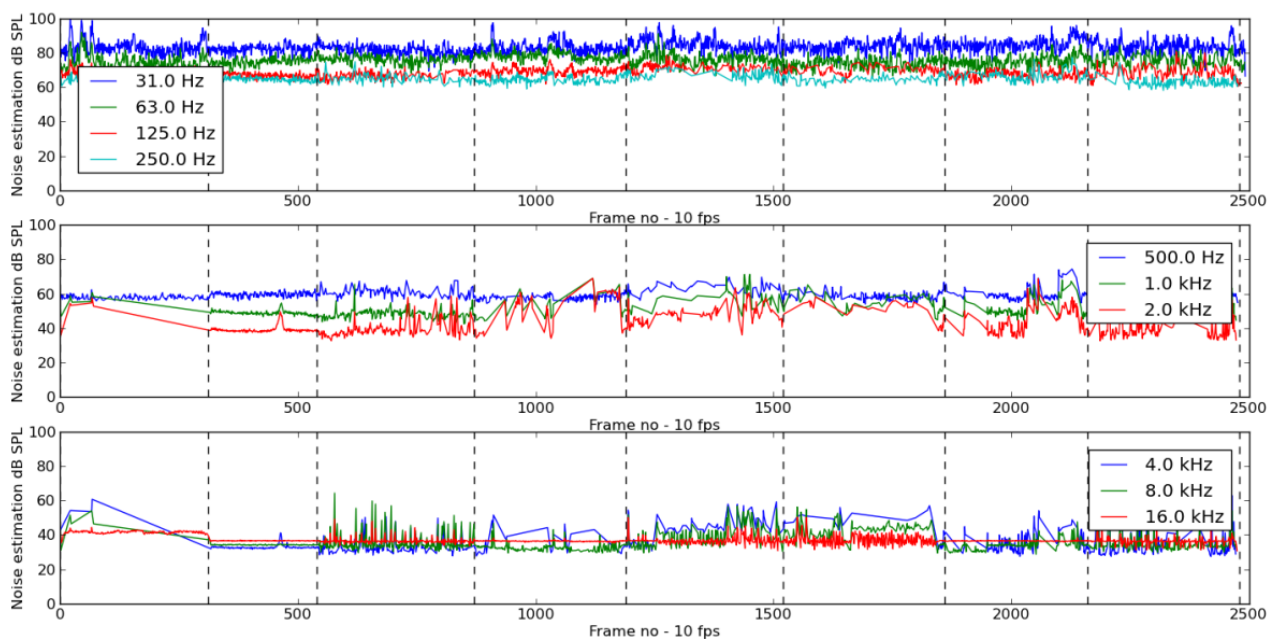 Noise estimation dB SPL
100
80
60
40
20
0
31.0 Hz
63.0 Hz
125.0 Hz
250.0 Hz
0 500 1000 1500 2000 2500
Frame no - 10 fps
Noise estimation dB SPL
100
80
60
40
20
0
500.0 Hz
1.0 kHz
2.0 kHz
0 500 1000 1500 2000 2500
Frame no - 10 fps
Noise estimation dB SPL
100
80
60
40
20
0
4.0 kHz
8.0 kHz
16.0 kHz
0 500 1000 1500 2000 2500
Frame no - 10 fps